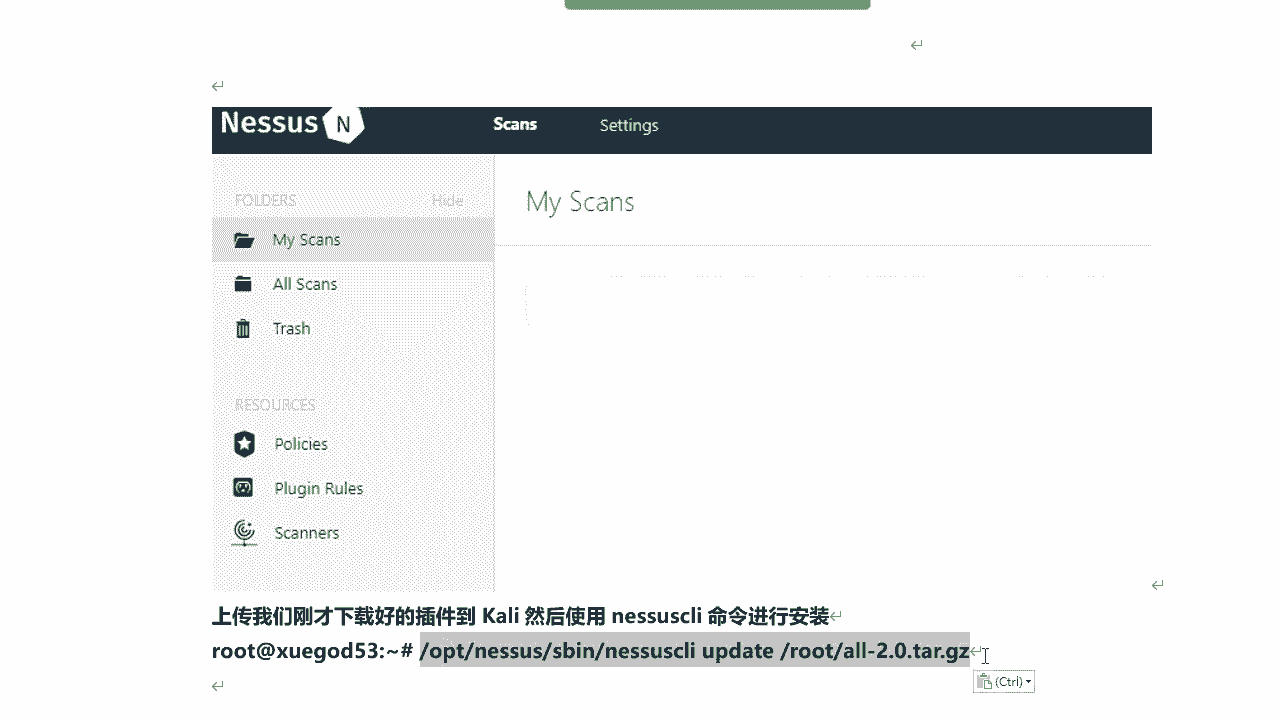 Nessus N Scans Settings
FOLDERS Hide
My Scans
My Scans
All Scans
Trash
RESOURCES
Policies
Plugin Rules
Scanners
上传我们刚才下载好的插件到 Kali 然后使用 nessuscli 命令进行安装
root@xuegod53:~# /opt/nessus/sbin/nessuscli update /root/all-2.0.tar.gz
(Ctrl)